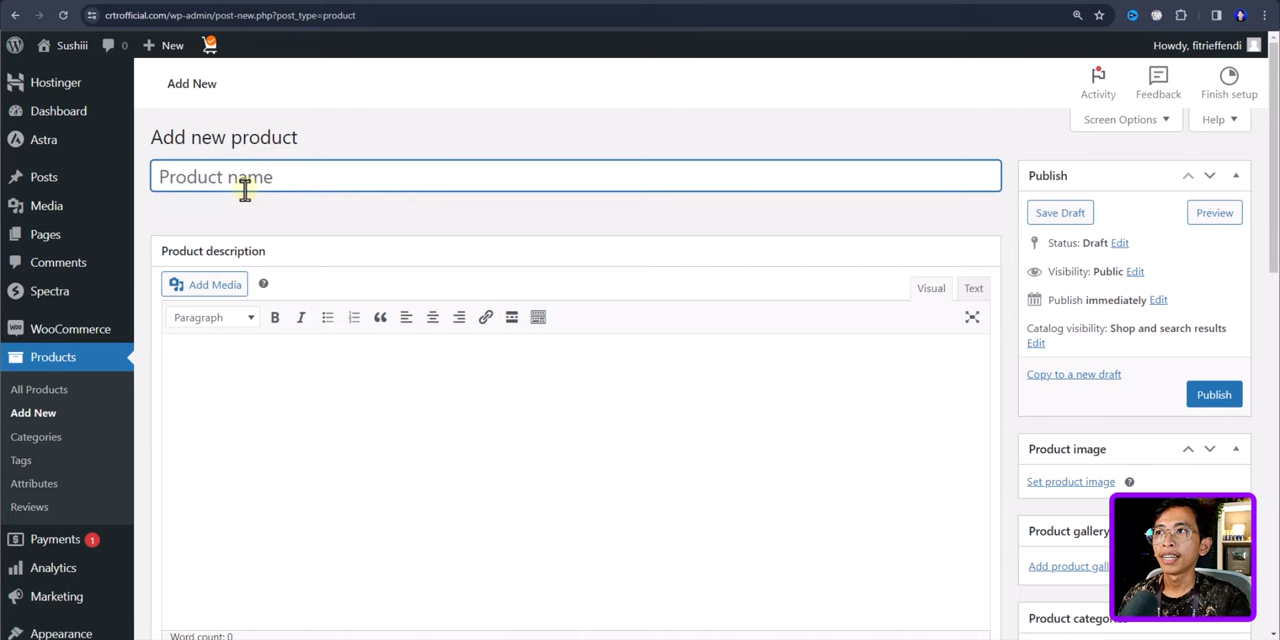 crtrofficial.com/wp-admin/post-new.php?post_type=product
Sushiii
0
New
Howdy, fitrieffendi
Hostinger
Dashboard
Astra
Posts
Media
Pages
Comments
Spectra
WooCommerce
Products
All Products
Add New
Categories
Tags
Attributes
Reviews
Payments 1
Analytics
Marketing
Appearance
Add New
Activity
Feedback
Finish setup
Screen Options
Help
Add new product
Product name
Product description
Add Media
Visual
Text
Paragraph
B I
Word count: 0
Publish
Save Draft
Preview
Status: Draft Edit
Visibility: Public Edit
Publish immediately Edit
Catalog visibility: Shop and search results
Edit
Copy to a new draft
Publish
Product image
Set product image
Product gallery
Add product gal
Product catego